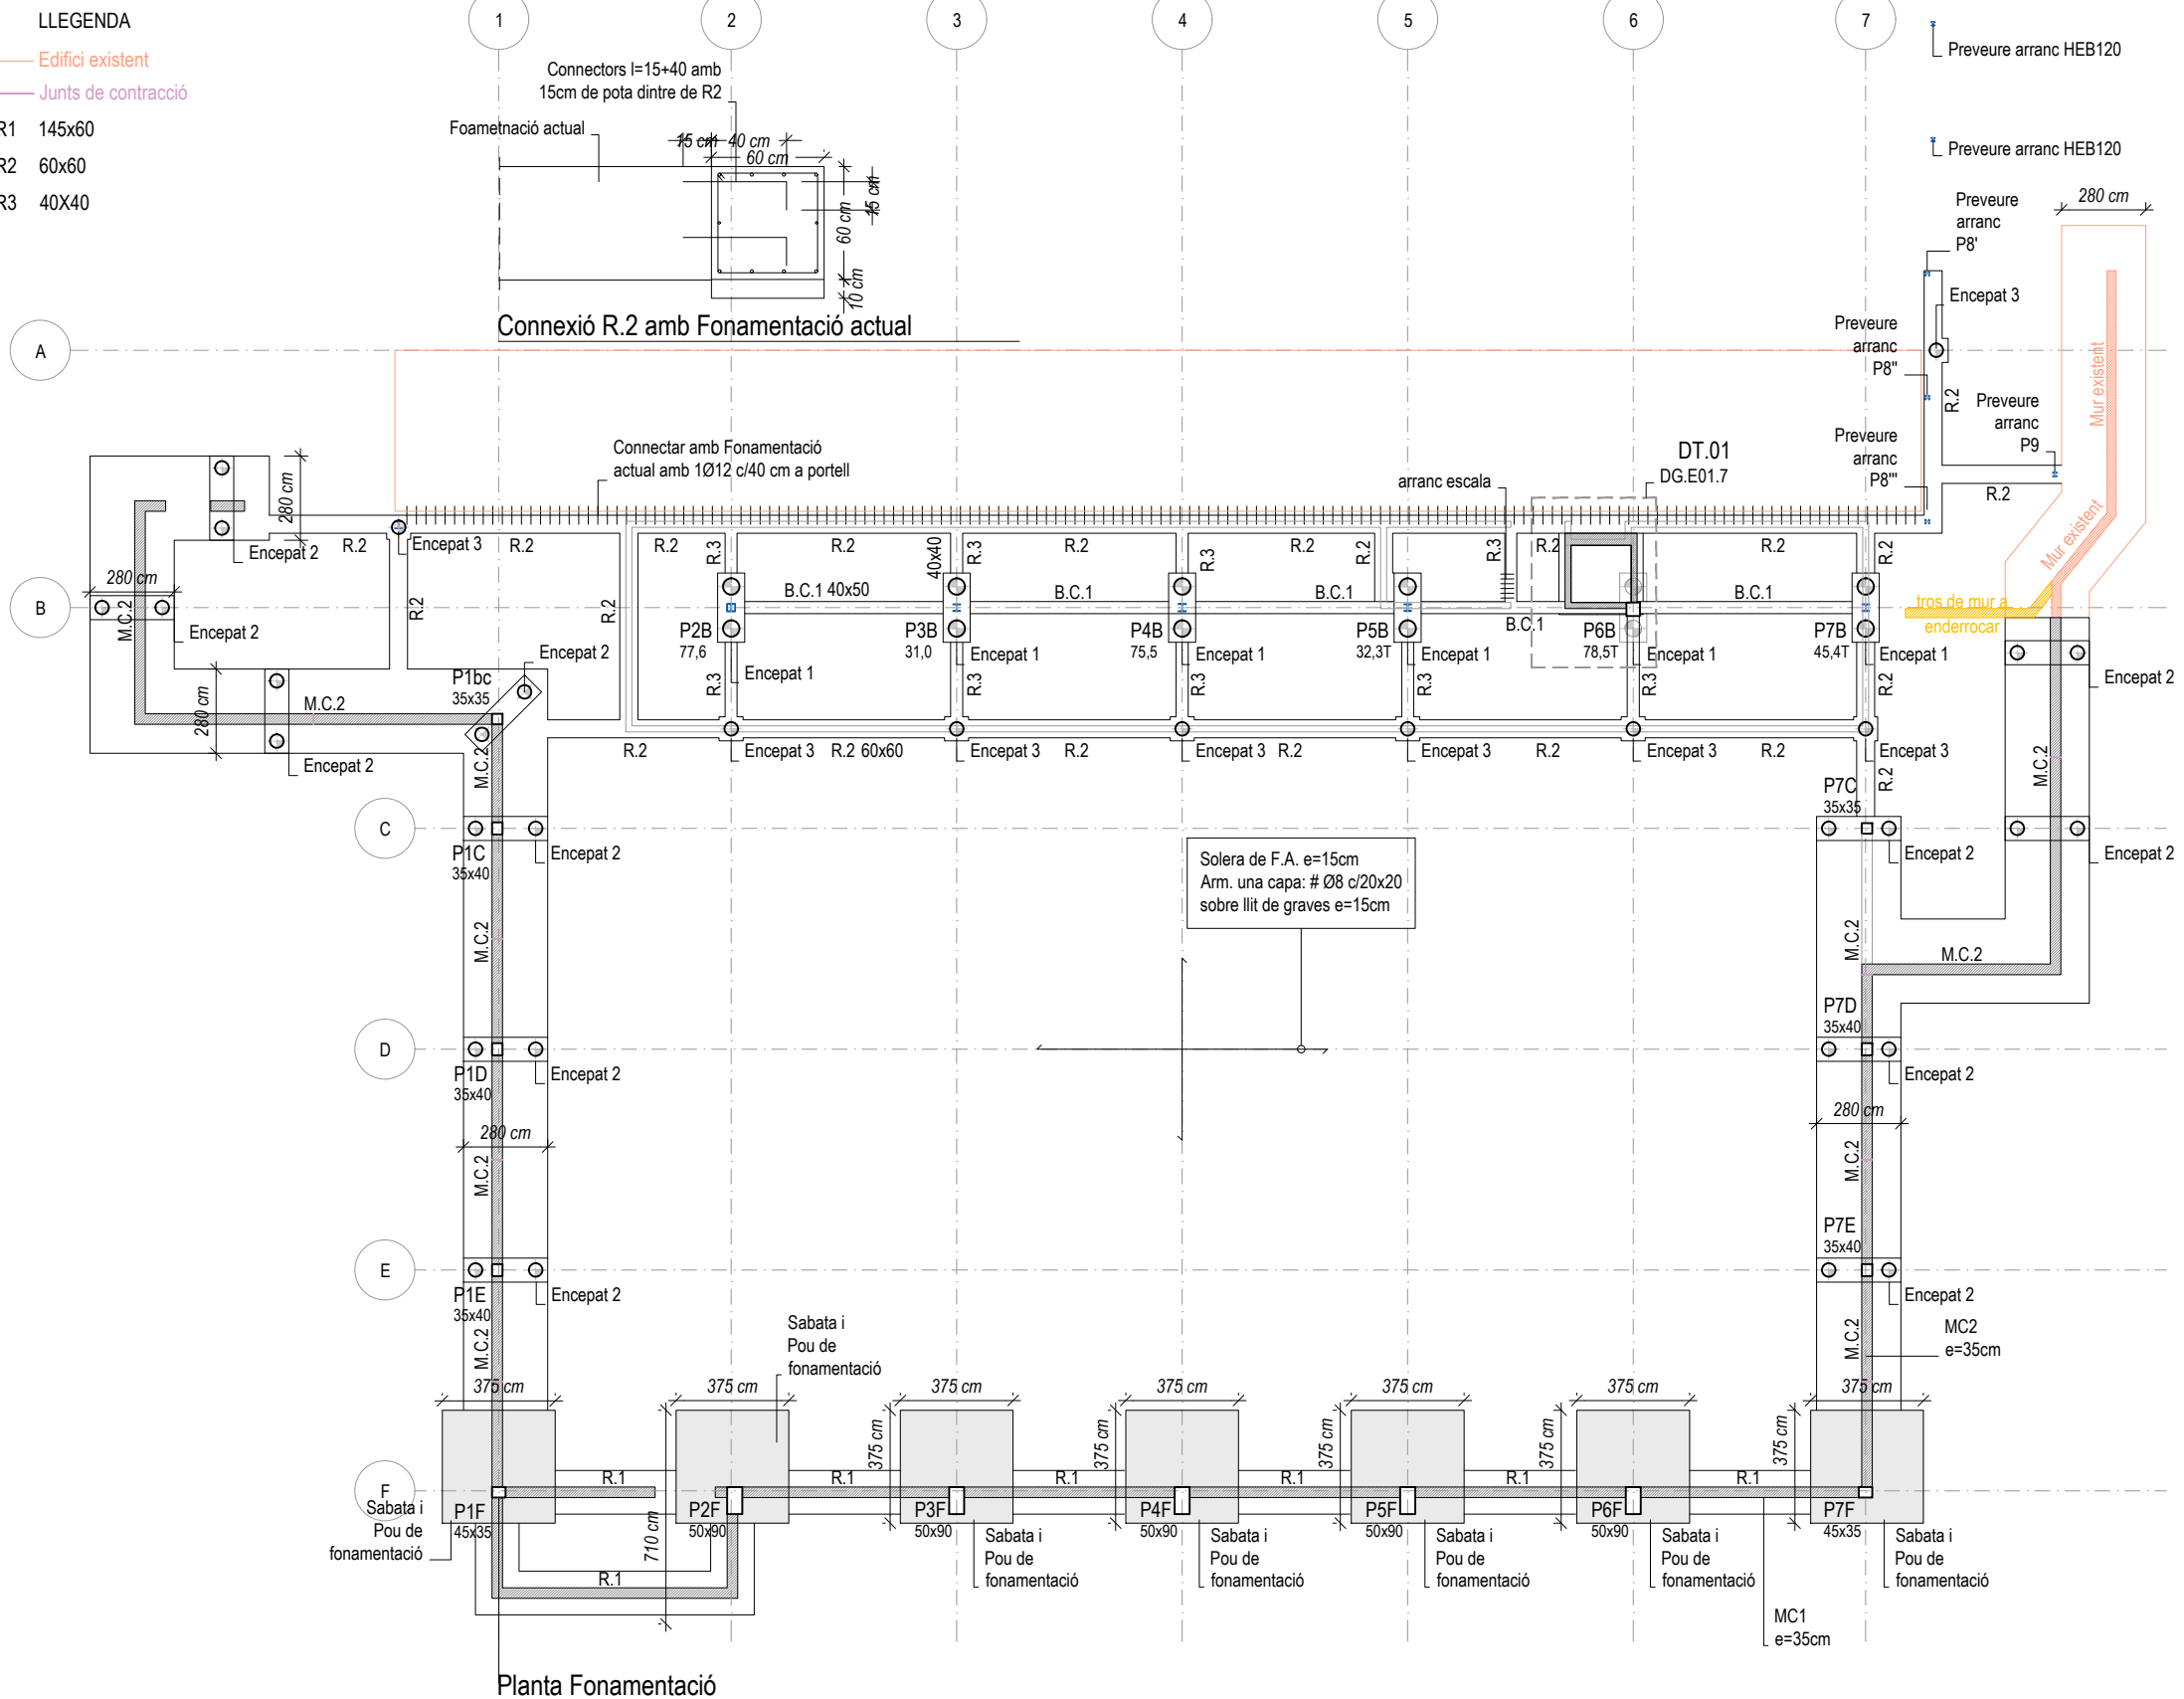 LLEGENDA
Edifici existent
Junts de contracció
R1 145x60
R2 60x60
R3 40X40
1
2
3
4
5
6
7
Preveure arranc HEB120
Preveure arranc HEB120
Connectors l=15+40 amb
15cm de pota dintre de R2
Foametnació actual
15 cm
40 cm
60 cm
15 cm
60 cm
10 cm
Connexió R.2 amb Fonamentació actual
280 cm
Preveure
arranc
P8'
Encepat 3
A
Preveure
arranc
P8''
R.2
Mur existent
Preveure
arranc
P9
Preveure
arranc
P8'''
R.2
Connectar amb Fonamentació
actual amb 1Ø12 c/40 cm a portell
arranc escala
DT.01
DG.E01.7
280 cm
Encepat 2
R.2
Encepat 3
R.2
R.2
R.3
R.2
40x40
R.3
R.2
R.3
R.2
R.2
R.3
R.2
R.2
R.2
Mur existent
280 cm
B
M.C.2
Encepat 2
R.2
R.2
B.C.1 40x50
B.C.1
B.C.1
B.C.1
B.C.1
tros de mur a
enderrocar
P2B
77,6
P3B
31,0
P4B
75,5
P5B
32,3T
P6B
78,5T
P7B
45,4T
Encepat 2
P1bc
35x35
Encepat 1
Encepat 1
Encepat 1
Encepat 1
Encepat 1
Encepat 1
Encepat 2
R.3
R.3
R.3
R.3
R.3
R.2
280 cm
M.C.2
Encepat 2
M.C.2
R.2
Encepat 3
R.2 60x60
Encepat 3
R.2
Encepat 3
R.2
Encepat 3
R.2
Encepat 3
R.2
Encepat 3
R.2
M.C.2
P7C
35x35
C
P1C
35x40
Encepat 2
Solera de F.A. e=15cm
Arm. una capa: # Ø8 c/20x20
sobre llit de graves e=15cm
Encepat 2
Encepat 2
M.C.2
M.C.2
M.C.2
D
P1D
35x40
Encepat 2
P7D
35x40
Encepat 2
280 cm
280 cm
M.C.2
M.C.2
E
P1E
35x40
Encepat 2
P7E
35x40
Encepat 2
M.C.2
M.C.2
MC2
e=35cm
Sabata i
Pou de
fonamentació
375 cm
375 cm
375 cm
375 cm
375 cm
375 cm
375 cm
375 cm
375 cm
375 cm
375 cm
375 cm
F
R.1
R.1
R.1
R.1
R.1
R.1
Sabata i
Pou de
fonamentació
P1F
45x35
P2F
50x90
P3F
50x90
P4F
50x90
P5F
50x90
P6F
50x90
P7F
45x35
710 cm
R.1
Sabata i
Pou de
fonamentació
Sabata i
Pou de
fonamentació
Sabata i
Pou de
fonamentació
Sabata i
Pou de
fonamentació
Sabata i
Pou de
fonamentació
MC1
e=35cm
Planta Fonamentació